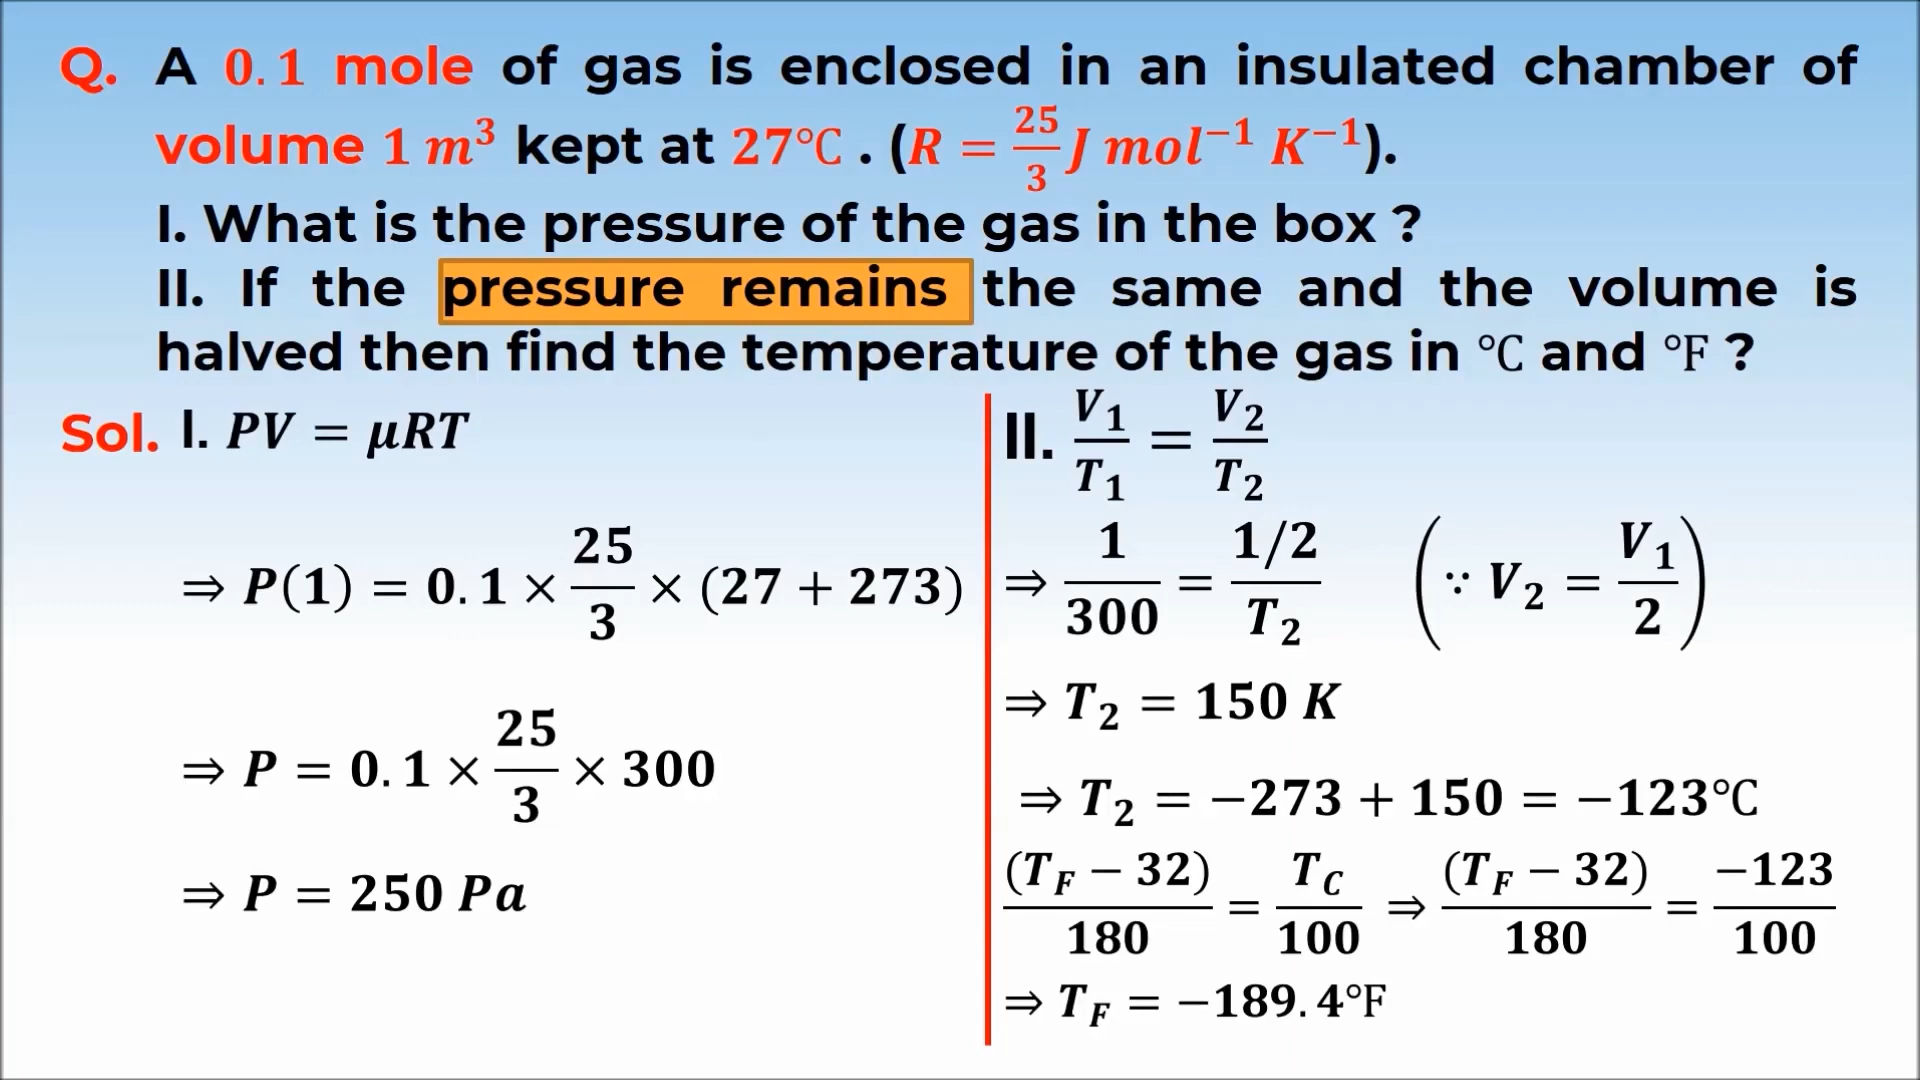 Q. A 0.1 mole of gas is enclosed in an insulated chamber of
volume 1 m³ kept at 27°C . (R = 25/3 J mol⁻¹ K⁻¹).
I. What is the pressure of the gas in the box ?
II. If the pressure remains the same and the volume is
halved then find the temperature of the gas in °C and °F ?
Sol. I. PV = μRT
⇒ P(1) = 0.1 × 25/3 × (27 + 273)
⇒ P = 0.1 × 25/3 × 300
⇒ P = 250 Pa
II. V₁/T₁ = V₂/T₂
⇒ 1/300 = (1/2)/T₂ (∵ V₂ = V₁/2)
⇒ T₂ = 150 K
⇒ T₂ = −273 + 150 = −123°C
(T_F − 32)/180 = T_C/100 ⇒ (T_F − 32)/180 = −123/100
⇒ T_F = −189.4°F